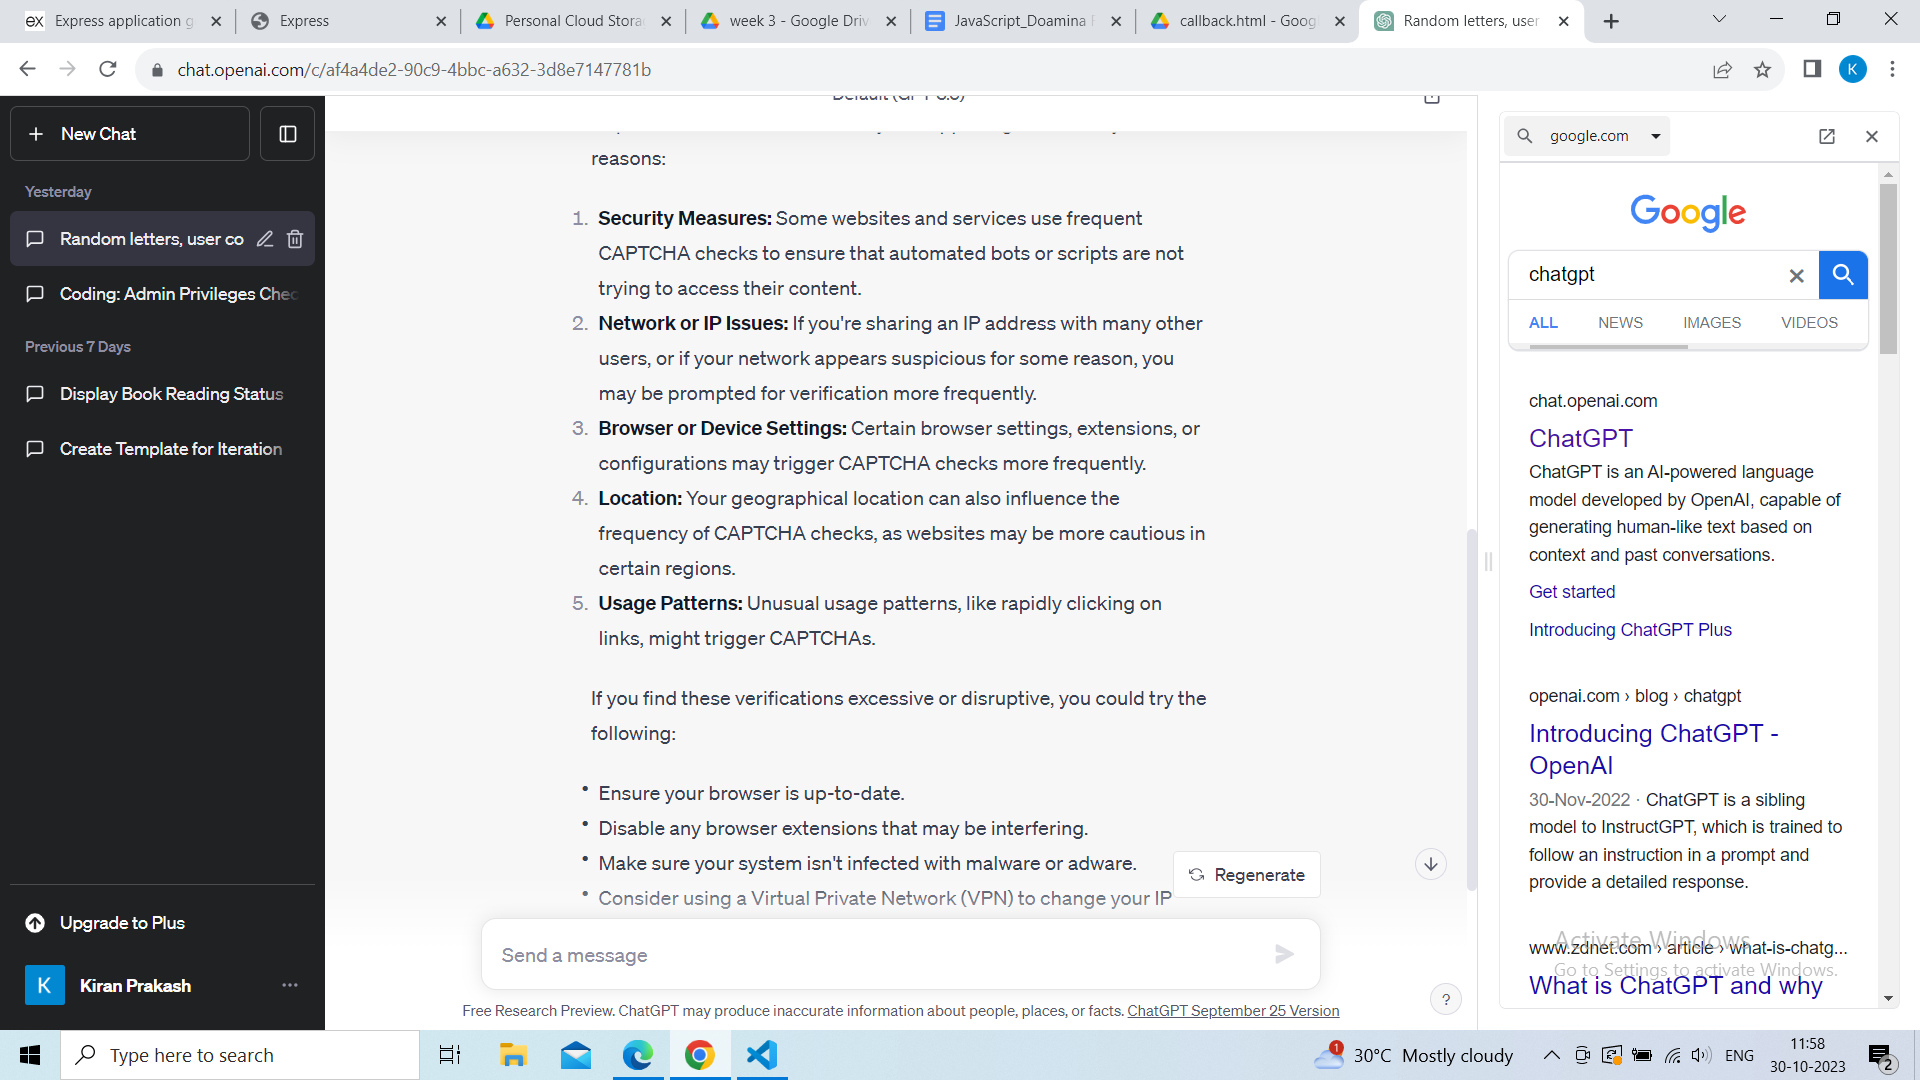 ex Express application g
Express
Personal Cloud Stora
week 3 - Google Driv
JavaScript_Doamina
callback.html - Goog
Random letters, user
chat.openai.com/c/af4a4de2-90c9-4bbc-a632-3d8e7147781b
K
New Chat
Yesterday
Random letters, user co
Coding: Admin Privileges Chec
Previous 7 Days
Display Book Reading Status
Create Template for Iteration
Upgrade to Plus
K Kiran Prakash
reasons:
1. Security Measures: Some websites and services use frequent
CAPTCHA checks to ensure that automated bots or scripts are not
trying to access their content.
2. Network or IP Issues: If you're sharing an IP address with many other
users, or if your network appears suspicious for some reason, you
may be prompted for verification more frequently.
3. Browser or Device Settings: Certain browser settings, extensions, or
configurations may trigger CAPTCHA checks more frequently.
4. Location: Your geographical location can also influence the
frequency of CAPTCHA checks, as websites may be more cautious in
certain regions.
5. Usage Patterns: Unusual usage patterns, like rapidly clicking on
links, might trigger CAPTCHAs.
If you find these verifications excessive or disruptive, you could try the
following:
• Ensure your browser is up-to-date.
• Disable any browser extensions that may be interfering.
• Make sure your system isn't infected with malware or adware.
• Consider using a Virtual Private Network (VPN) to change your IP
Regenerate
Send a message
Free Research Preview. ChatGPT may produce inaccurate information about people, places, or facts. ChatGPT September 25 Version
?
google.com
Google
chatgpt
ALL NEWS IMAGES VIDEOS
chat.openai.com
ChatGPT
ChatGPT is an AI-powered language
model developed by OpenAI, capable of
generating human-like text based on
context and past conversations.
Get started
Introducing ChatGPT Plus
openai.com › blog › chatgpt
Introducing ChatGPT -
OpenAI
30-Nov-2022 · ChatGPT is a sibling
model to InstructGPT, which is trained to
follow an instruction in a prompt and
provide a detailed response.
www.zdnet.com › article › what-is-chatg...
What is ChatGPT and why
Activate Windows
Go to Settings to activate Windows.
Type here to search
1
30°C Mostly cloudy
ENG
11:58
30-10-2023
2